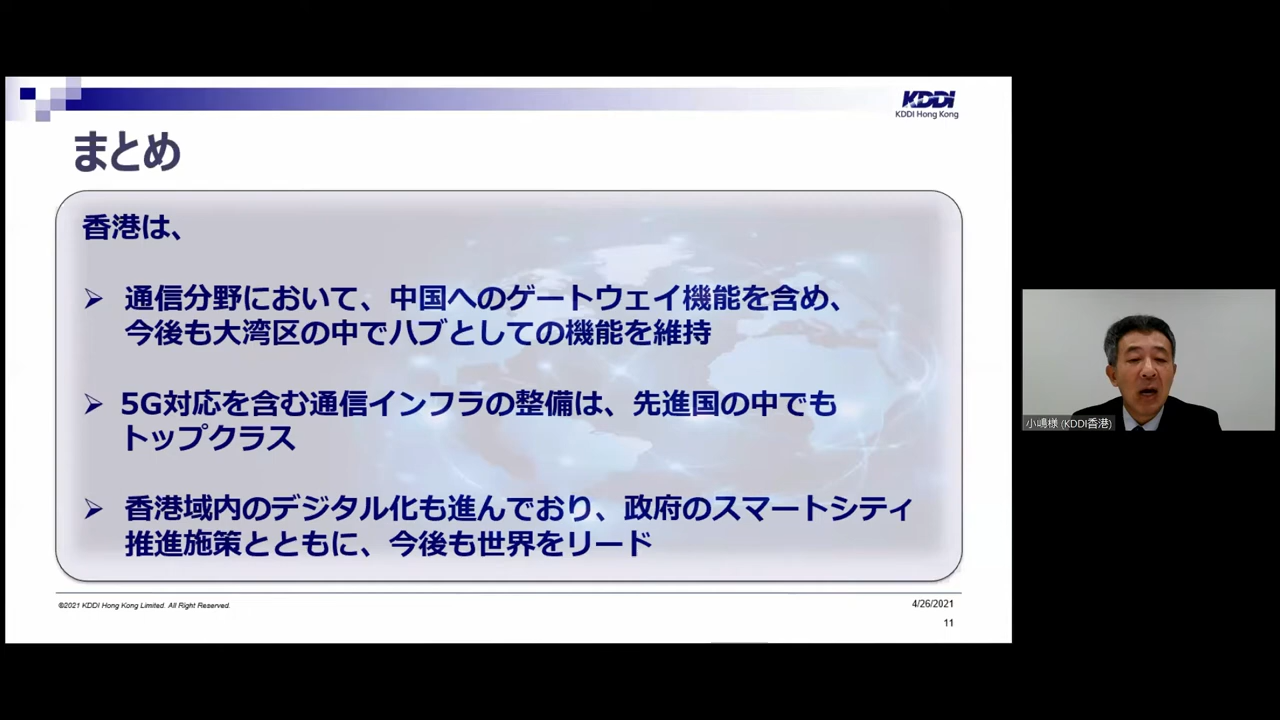 KDDI
KDDI Hong Kong
まとめ
香港は、
➢ 通信分野において、中国へのゲートウェイ機能を含め、
今後も大湾区の中でハブとしての機能を維持
➢ 5G対応を含む通信インフラの整備は、先進国の中でも
トップクラス
➢ 香港域内のデジタル化も進んでおり、政府のスマートシティ
推進施策とともに、今後も世界をリード
©2021 KDDI Hong Kong Limited. All Right Reserved.
4/26/2021
11
小嶋様 (KDDI香港)